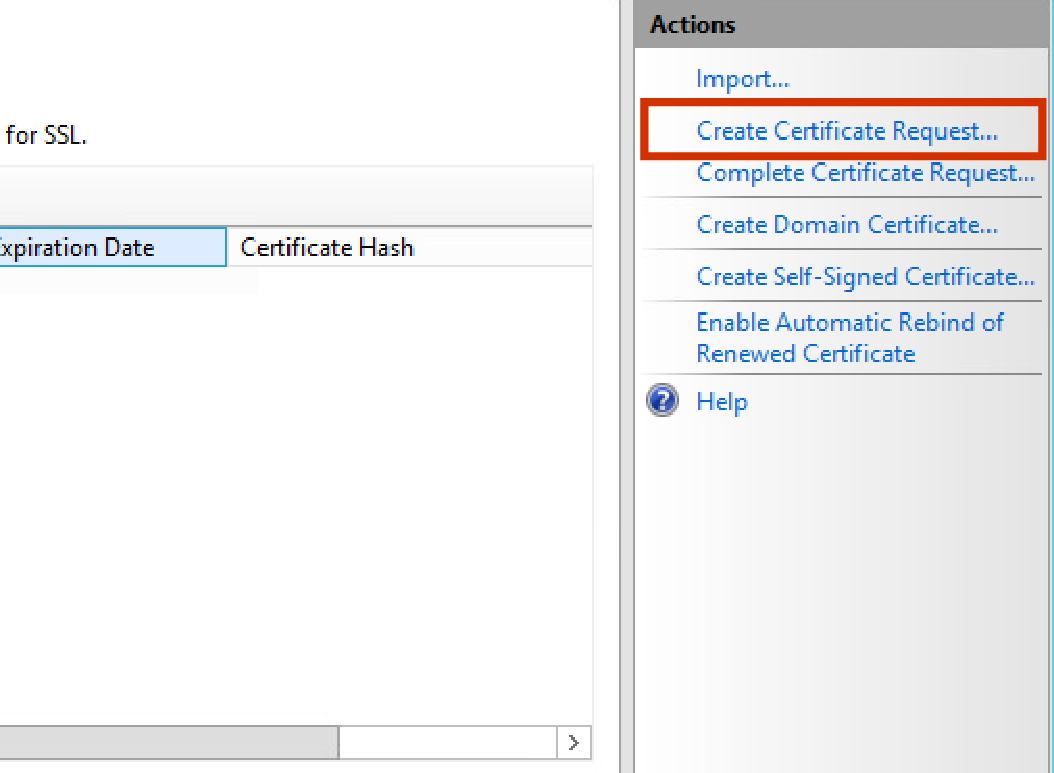 Actions
Import...
for SSL.
Create Certificate Request...
Complete Certificate Request...
Create Domain Certificate...
Expiration Date
Certificate Hash
Create Self-Signed Certificate...
Enable Automatic Rebind of
Renewed Certificate
Help